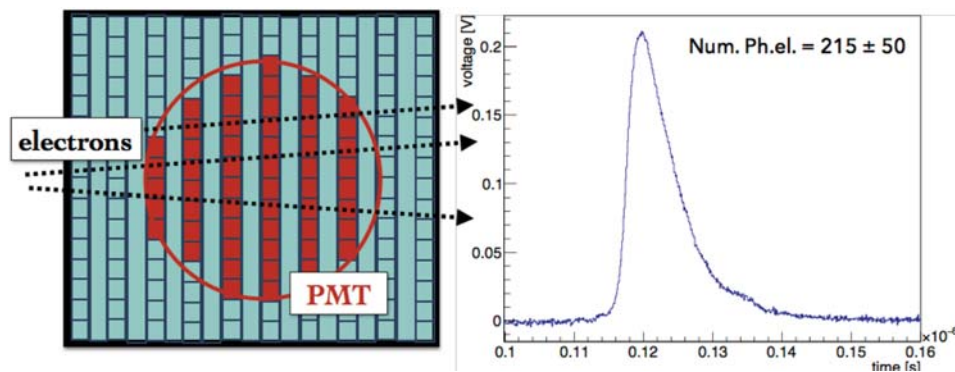 electrons
PMT
voltage [V]
Num. Ph.el. = 215 ± 50
0.2
0.15
0.1
0.05
0
0.1 0.11 0.12 0.13 0.14 0.15 0.16
time [s]